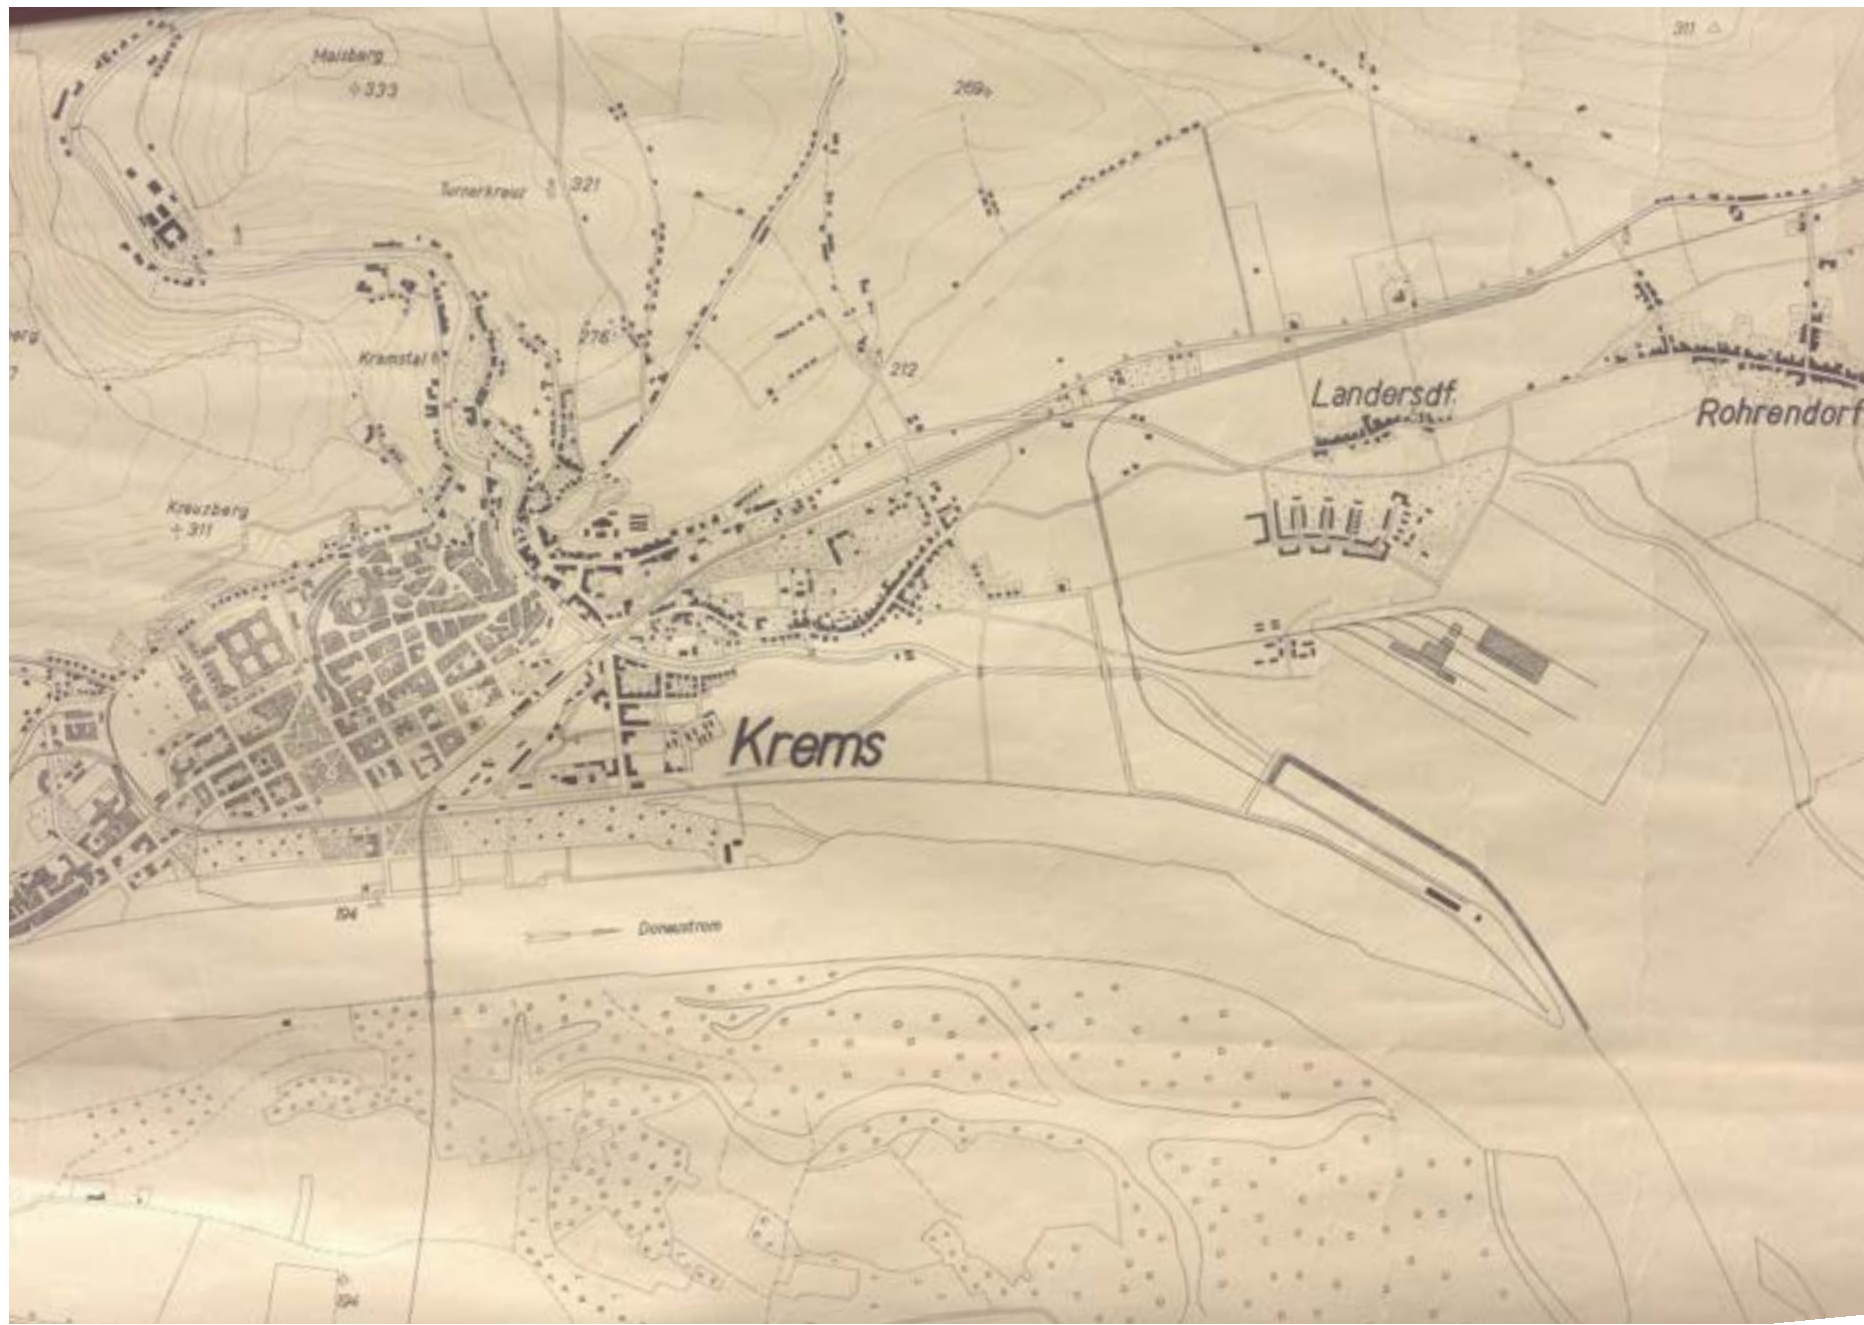 311
Maisberg
333
269
Turnerkreuz
321
276
Kremstal
212
Landersdf.
Rohrendorf
Kreuzberg
311
Krems
194
Donaustrom
194